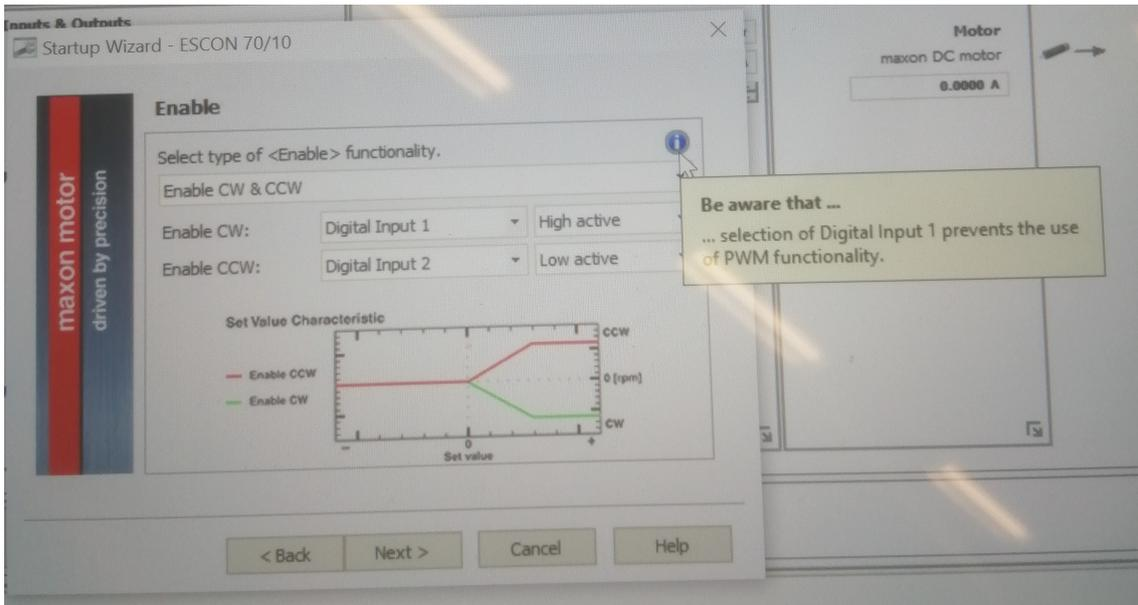 Inputs & Outputs
Startup Wizard - ESCON 70/10
maxon motor
driven by precision
Enable
Select type of <Enable> functionality.
Enable CW & CCW
Enable CW:
Digital Input 1
High active
Enable CCW:
Digital Input 2
Low active
Be aware that ...
... selection of Digital Input 1 prevents the use
of PWM functionality.
Set Value Characteristic
Enable CCW
Enable CW
CCW
0 [rpm]
CW
-
0
+
Set value
< Back
Next >
Cancel
Help
Motor
maxon DC motor
0.0000 A